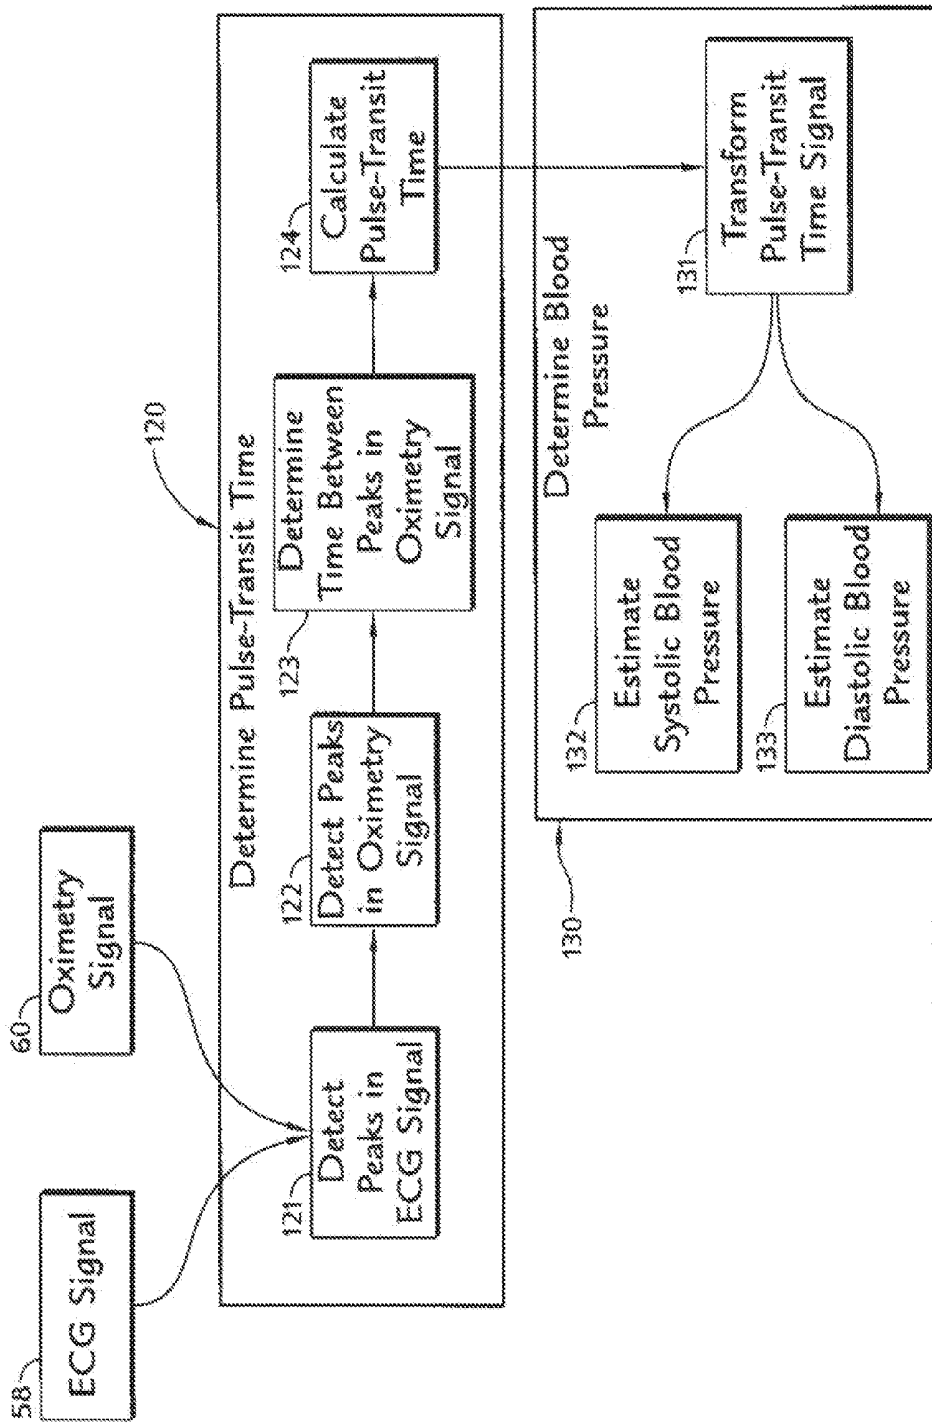 58
ECG Signal
60
Oximetry
Signal
120
Determine Pulse-Transit Time
121
Detect
Peaks in
ECG Signal
122
Detect Peaks
in Oximetry
Signal
123
Determine
Time Between
Peaks in
Oximetry
Signal
124
Calculate
Pulse-Transit
Time
130
Determine Blood
Pressure
131
Transform
Pulse-Transit
Time Signal
132
Estimate
Systolic Blood
Pressure
133
Estimate
Diastolic Blood
Pressure